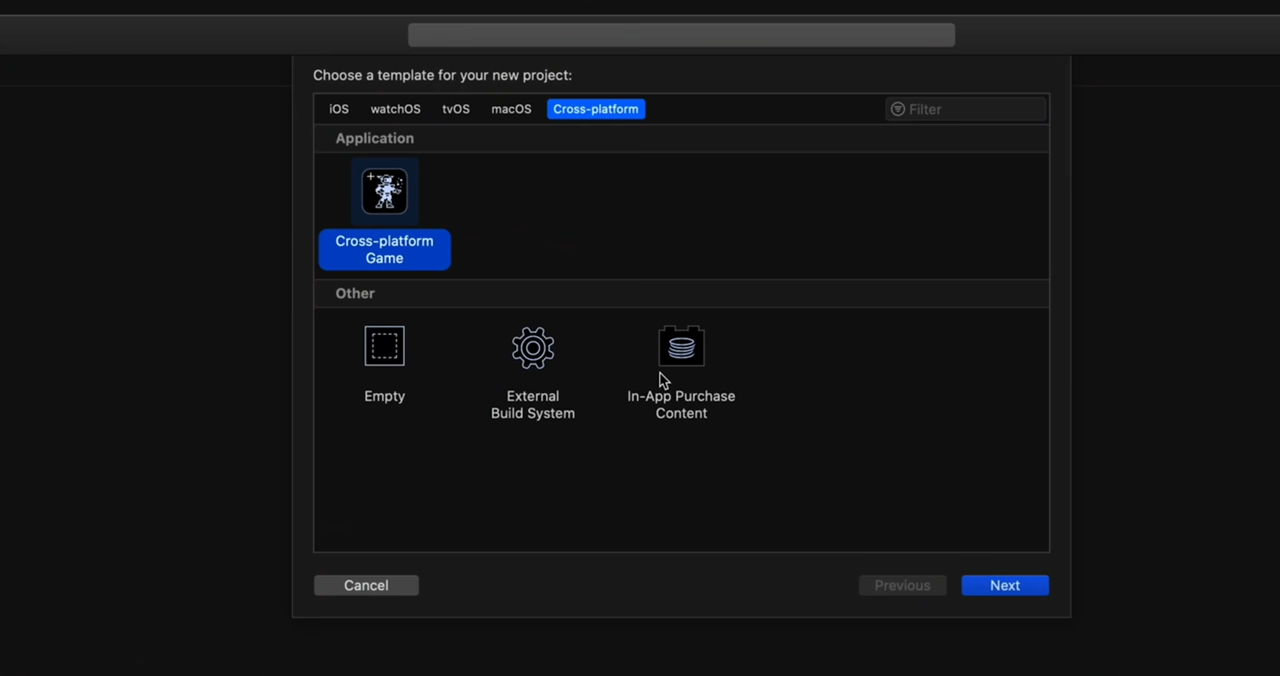 Choose a template for your new project:
iOS watchOS tvOS macOS Cross-platform Filter
Application
Cross-platform
Game
Other
Empty External
Build System In-App Purchase
Content
Cancel Previous Next